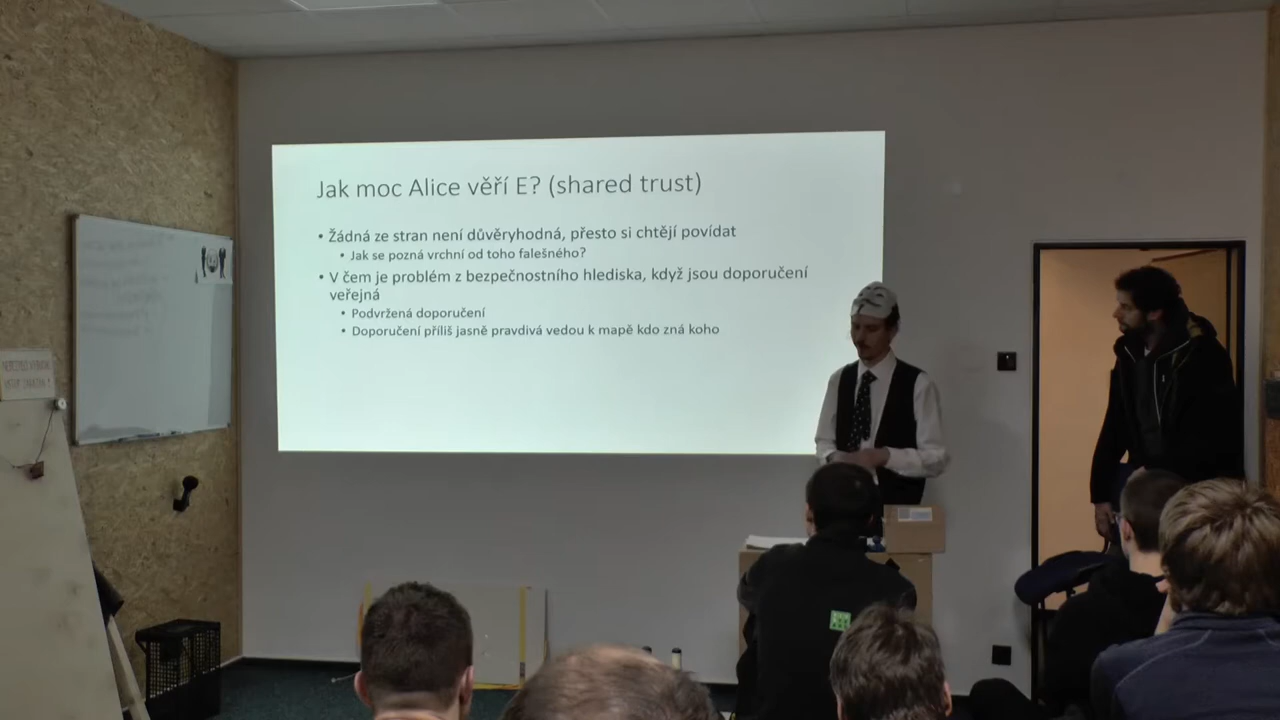 Jak moc Alice věří E? (shared trust)
• Žádná ze stran není důvěryhodná, přesto si chtějí povídat
• Jak se pozná vrchní od toho falešného?
• V čem je problém z bezpečnostního hlediska, když jsou doporučení
veřejná
• Podvržená doporučení
• Doporučení příliš jasně pravdivá vedou k mapě kdo zná koho